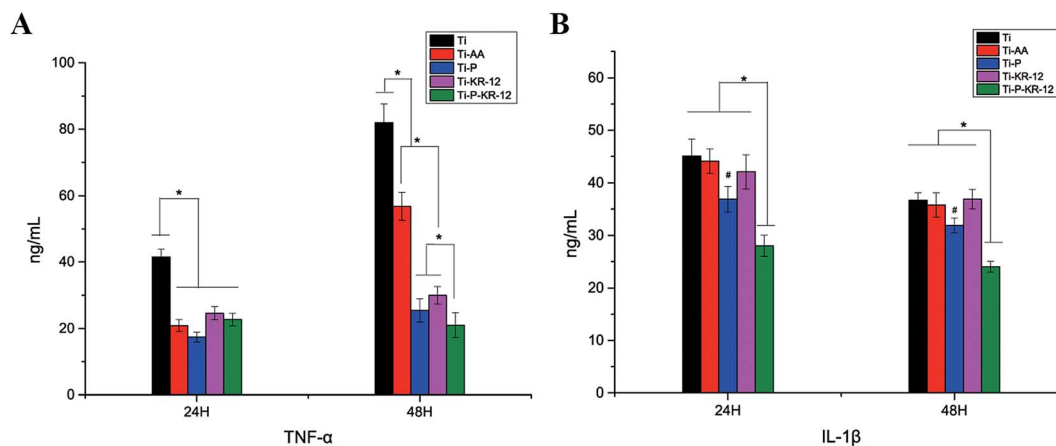 A
Ti
Ti-AA
Ti-P
Ti-KR-12
Ti-P-KR-12
100
80
60
40
20
0
ng/mL
*
*
*
*
24H
48H
TNF-α
B
Ti
Ti-AA
Ti-P
Ti-KR-12
Ti-P-KR-12
60
50
40
30
20
10
0
ng/mL
*
*
#
#
24H
48H
IL-1β